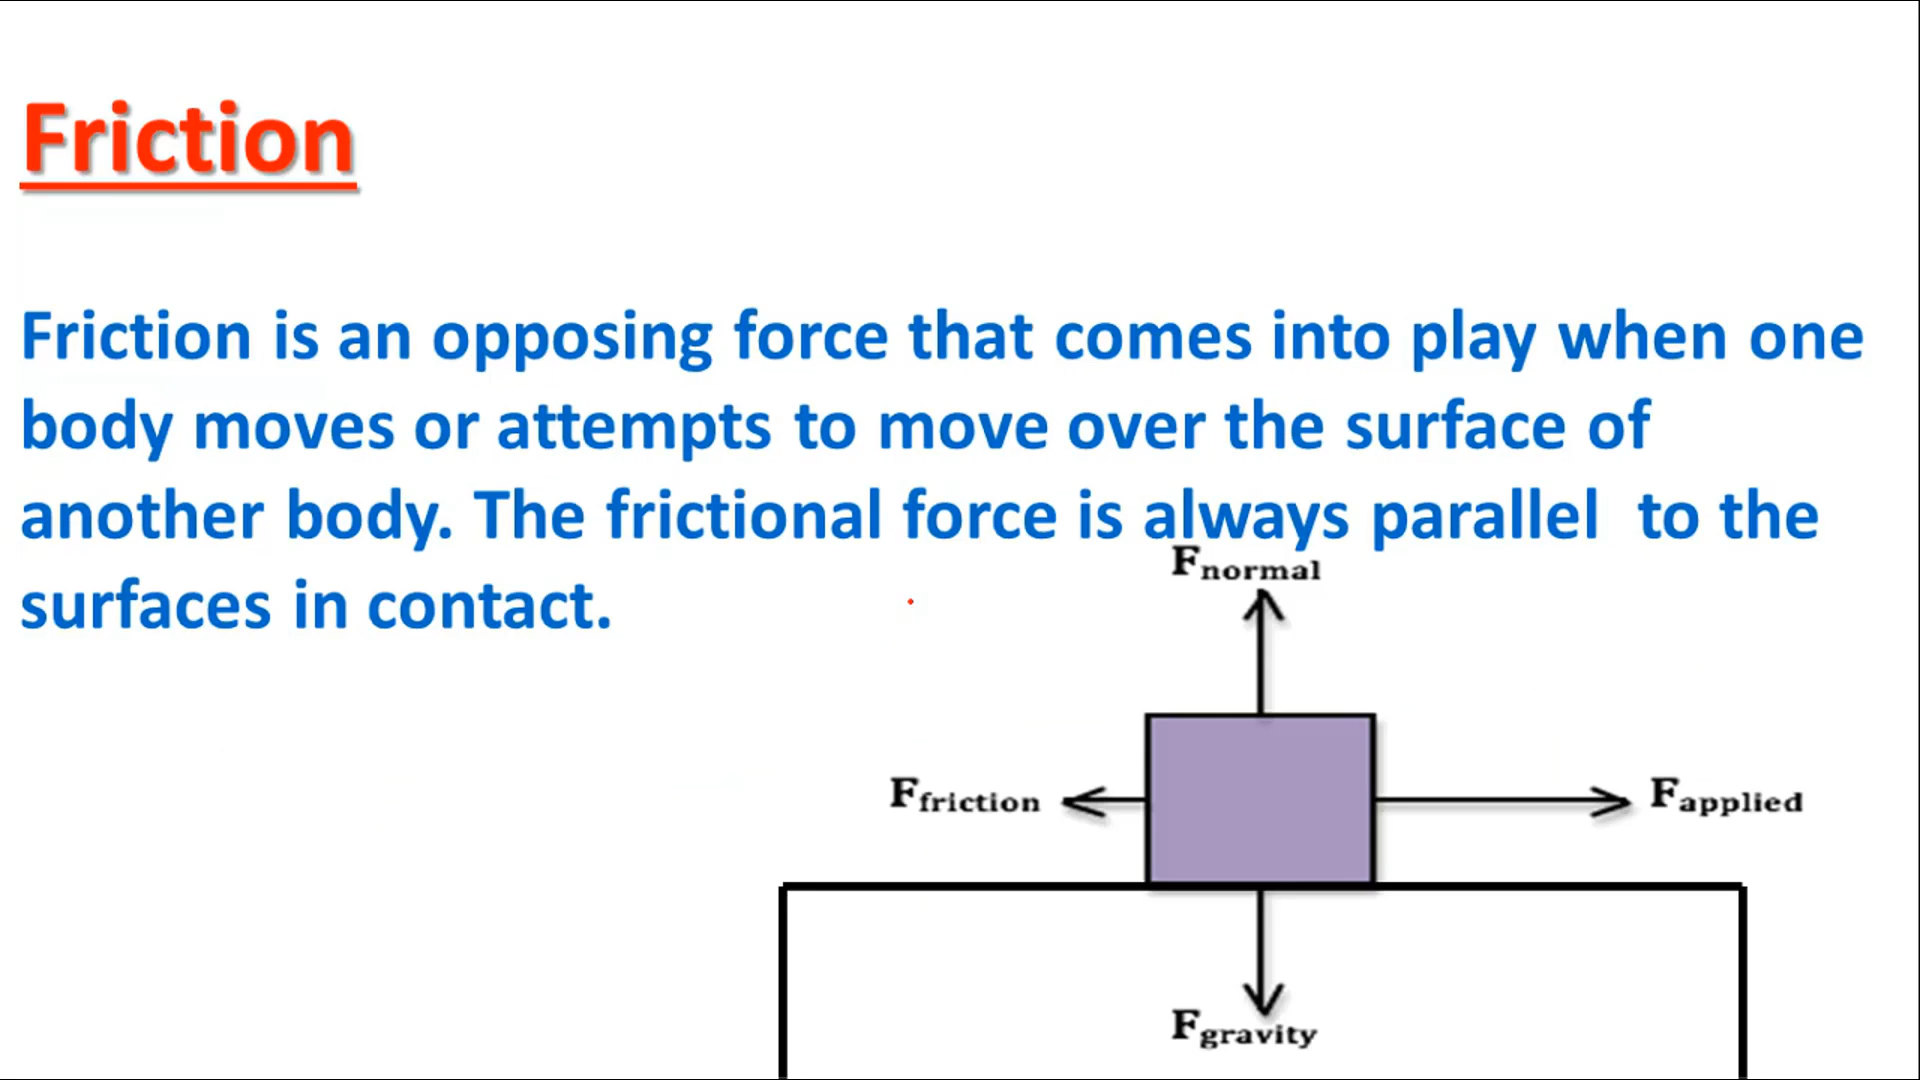 Friction
Friction is an opposing force that comes into play when one
body moves or attempts to move over the surface of
another body. The frictional force is always parallel to the
surfaces in contact.
Fnormal
Ffriction
Fapplied
Fgravity